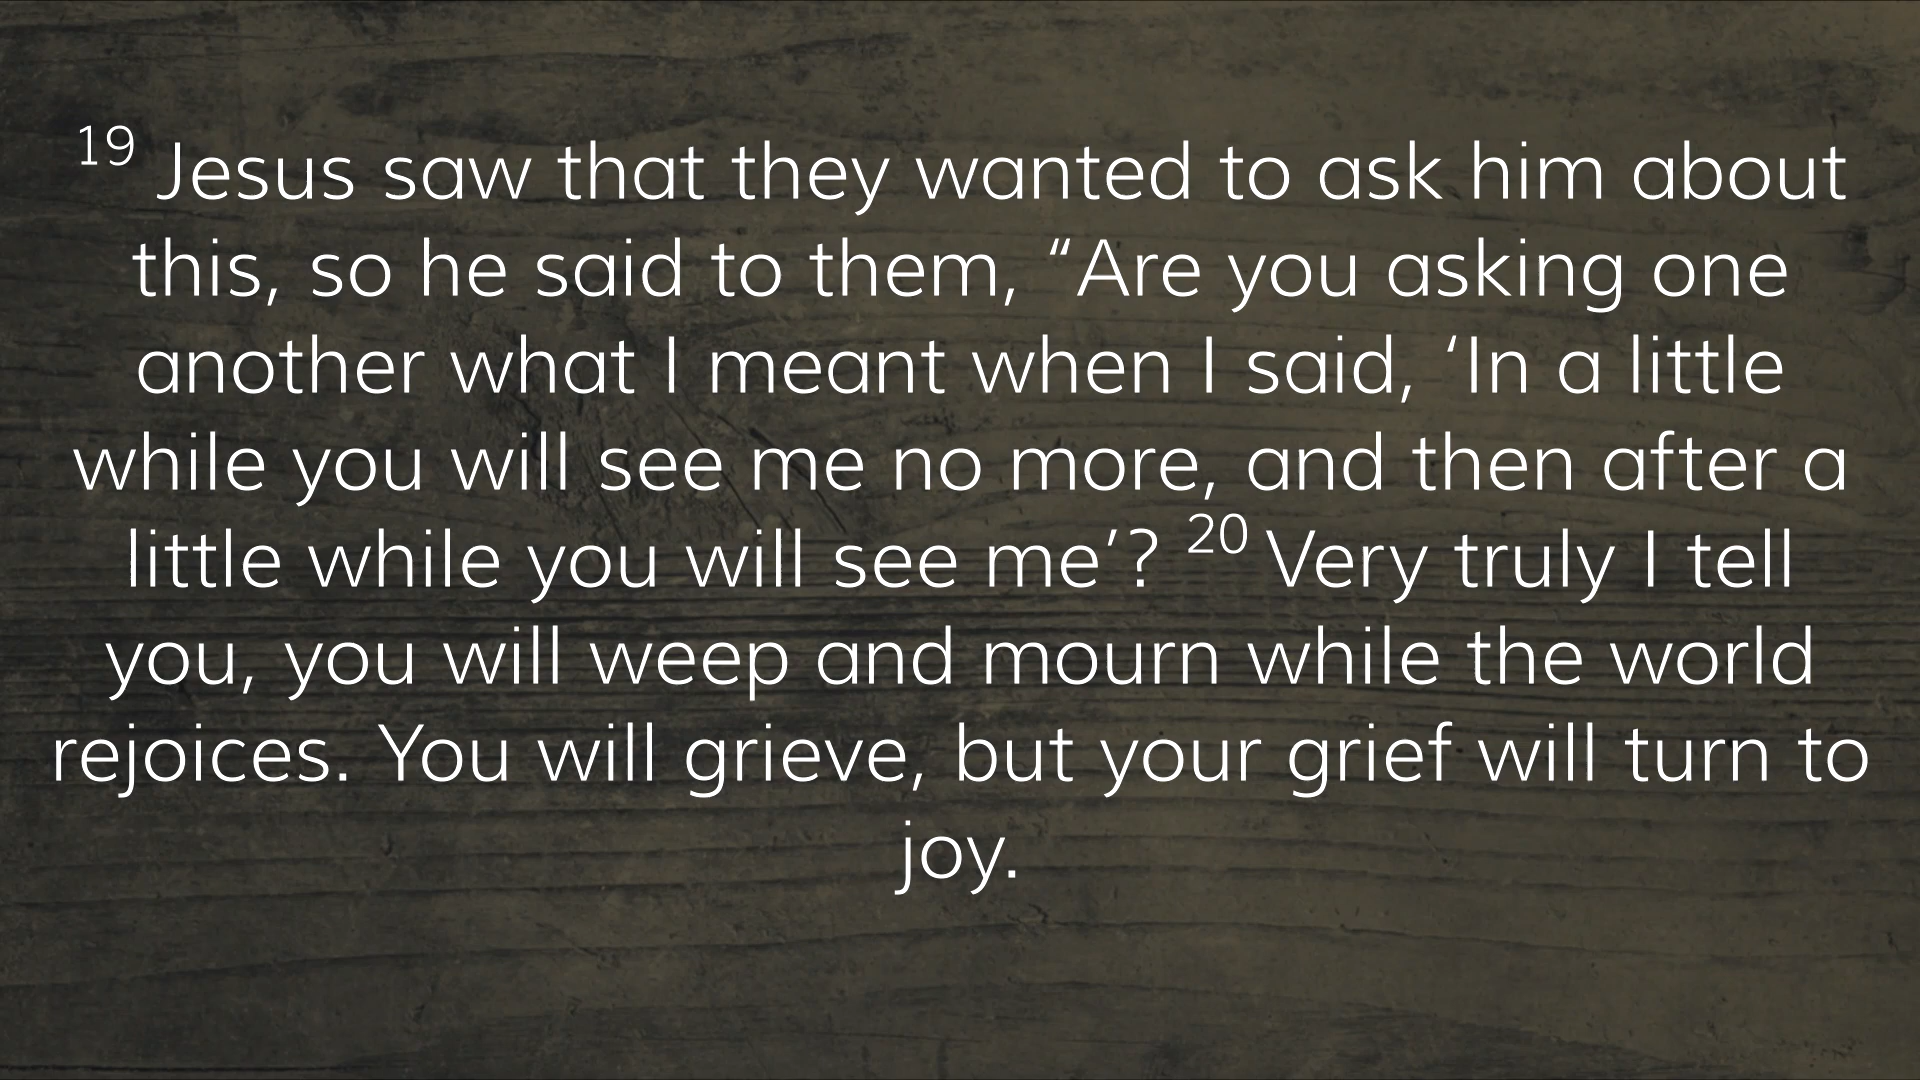 19 Jesus saw that they wanted to ask him about
this, so he said to them, “Are you asking one
another what I meant when I said, ‘In a little
while you will see me no more, and then after a
little while you will see me’? 20 Very truly I tell
you, you will weep and mourn while the world
rejoices. You will grieve, but your grief will turn to
joy.